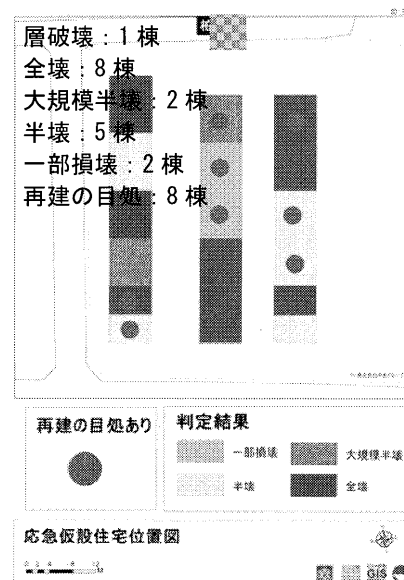 層破壊：1棟
全壊：8棟
大規模半壊：2棟
半壊：5棟
一部損壊：2棟
再建の目処：8棟
再建の目処あり
判定結果
一部損壊
大規模半壊
半壊
全壊
応急仮設住宅位置図
GIS